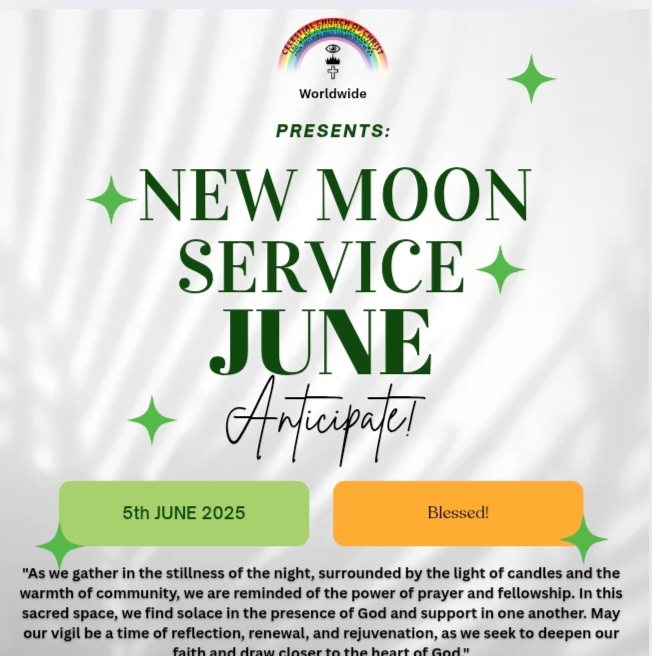 CELESTIAL CHURCH OF CHRIST
Worldwide
PRESENTS:
NEW MOON
SERVICE
JUNE
Anticipate!
5th JUNE 2025
Blessed!
"As we gather in the stillness of the night, surrounded by the light of candles and the
warmth of community, we are reminded of the power of prayer and fellowship. In this
sacred space, we find solace in the presence of God and support in one another. May
our vigil be a time of reflection, renewal, and rejuvenation, as we seek to deepen our
faith and draw closer to the heart of God."